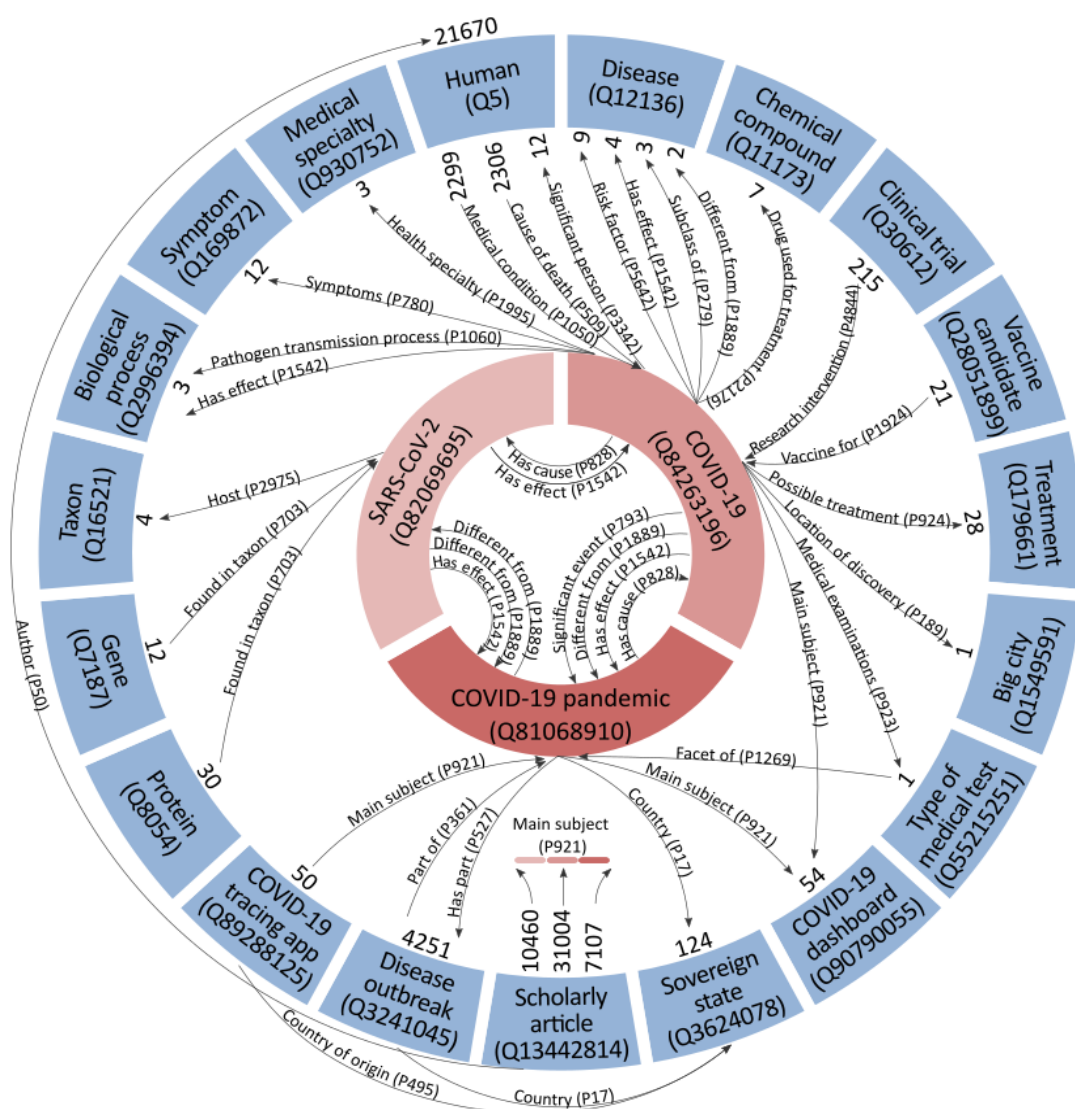 21670
Human
(Q5)
Disease
(Q12136)
Chemical
compound
(Q11173)
Clinical trial
(Q30612)
Vaccine
candidate
(Q28051899)
Treatment
(Q179661)
Big city
(Q1549591)
Type of
medical test
(Q55215251)
COVID-19
dashboard
(Q90790055)
Sovereign
state
(Q3624078)
Scholarly
article
(Q13442814)
Disease
outbreak
(Q3241045)
COVID-19
tracing app
(Q89288125)
Protein
(Q8054)
Gene
(Q7187)
Taxon
(Q16521)
Biological
process
(Q2996394)
Symptom
(Q169872)
Medical
specialty
(Q930752)
2299
2306
12
9
4
3
2
7
215
21
28
1
1
54
124
7107
31004
10460
4251
50
30
12
4
3
12
3
Medical condition (P1050)
Cause of death (P509)
Significant person (P3342)
Risk factor (P5642)
Has effect (P1542)
Subclass of (P279)
Different from (P1889)
Drug used for treatment (P2176)
Research intervention (P4844)
Vaccine for (P1924)
Possible treatment (P924)
Location of discovery (P189)
Medical examinations (P923)
Main subject (P921)
Health specialty (P1995)
Symptoms (P780)
Pathogen transmission process (P1060)
Has effect (P1542)
Host (P2975)
Found in taxon (P703)
Found in taxon (P703)
SARS-CoV-2
(Q82069695)
COVID-19
(Q84263196)
COVID-19 pandemic
(Q81068910)
Has cause (P828)
Has effect (P1542)
Different from (P1889)
Different from (P1889)
Has effect (P1542)
Significant event (P793)
Different from (P1889)
Has effect (P1542)
Has cause (P828)
Facet of (P1269)
Main subject (P921)
Country (P17)
Main subject
(P921)
Main subject (P921)
Part of (P361)
Has part (P527)
Author (P50)
Country of origin (P495)
Country (P17)